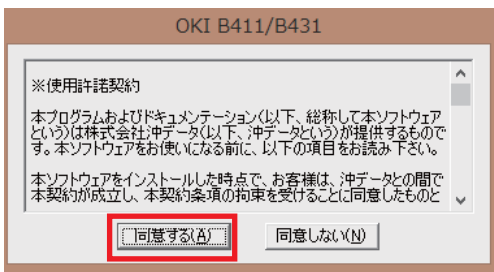 OKI B411/B431
※使用許諾契約
本プログラムおよびドキュメンテーション(以下、総称して本ソフトウェア
という)は株式会社沖データ(以下、沖データという)が提供するもので
す。本ソフトウェアをお使いになる前に、以下の項目をお読み下さい。
本ソフトウェアをインストールした時点で、お客様は、沖データとの間で
本契約が成立し、本契約条項の拘束を受けることに同意したものと
同意する(A) 同意しない(N)